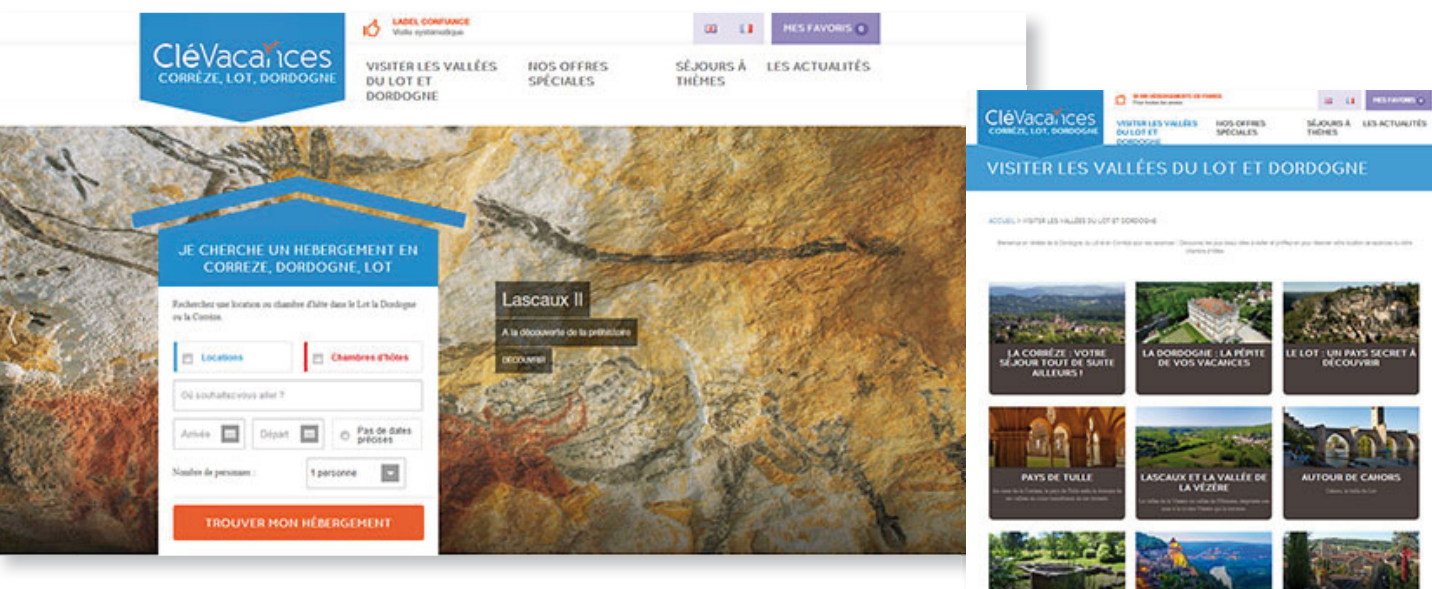 LABEL CONFIANCE
Visite systématique
MES FAVORIS 0
CléVacances
CORRÈZE, LOT, DORDOGNE
VISITER LES VALLÉES
DU LOT ET
DORDOGNE
NOS OFFRES
SPÉCIALES
SÉJOURS À
THÈMES
LES ACTUALITÉS
JE CHERCHE UN HEBERGEMENT EN
CORREZE, DORDOGNE, LOT
Recherchez une location ou chambre d'hôte dans le Lot la Dordogne
ou la Corrèze.
Locations
Chambres d'hôtes
Où souhaitez-vous aller ?
Arrivée
Départ
Pas de dates
précises
Nombre de personnes :
1 personne
TROUVER MON HÉBERGEMENT
Lascaux II
A la découverte de la préhistoire
DECOUVRIR
CléVacances
CORRÈZE, LOT, DORDOGNE
MES FAVORIS
VISITER LES VALLÉES
DU LOT ET
DORDOGNE
NOS OFFRES
SPÉCIALES
SÉJOURS À
THÈMES
LES ACTUALITÉS
VISITER LES VALLÉES DU LOT ET DORDOGNE
ACCUEIL > VISITER LES VALLÉES DU LOT ET DORDOGNE
LA CORRÈZE : VOTRE
SÉJOUR TOUT DE SUITE
AILLEURS !
LA DORDOGNE : LA PÉPITE
DE VOS VACANCES
LE LOT : UN PAYS SECRET À
DÉCOUVRIR
PAYS DE TULLE
LASCAUX ET LA VALLÉE DE
LA VÉZÈRE
AUTOUR DE CAHORS